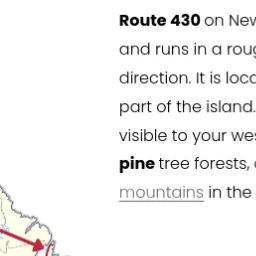 Route 430 on New
and runs in a roug
direction. It is loc
part of the island.
visible to your wes
pine tree forests,
mountains in the